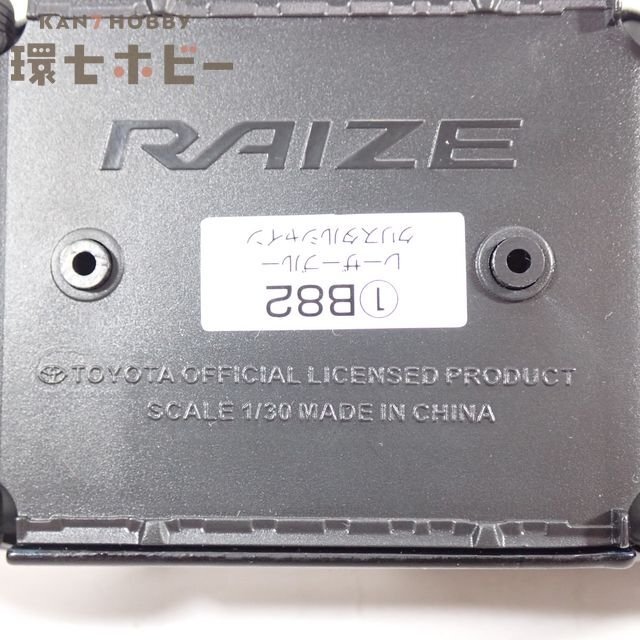 KAN7HOBBY
環七ホビー
RAIZE
①B82
レーザーブルー
クリスタルシャイン
TOYOTA OFFICIAL LICENSED PRODUCT
SCALE 1/30 MADE IN CHINA